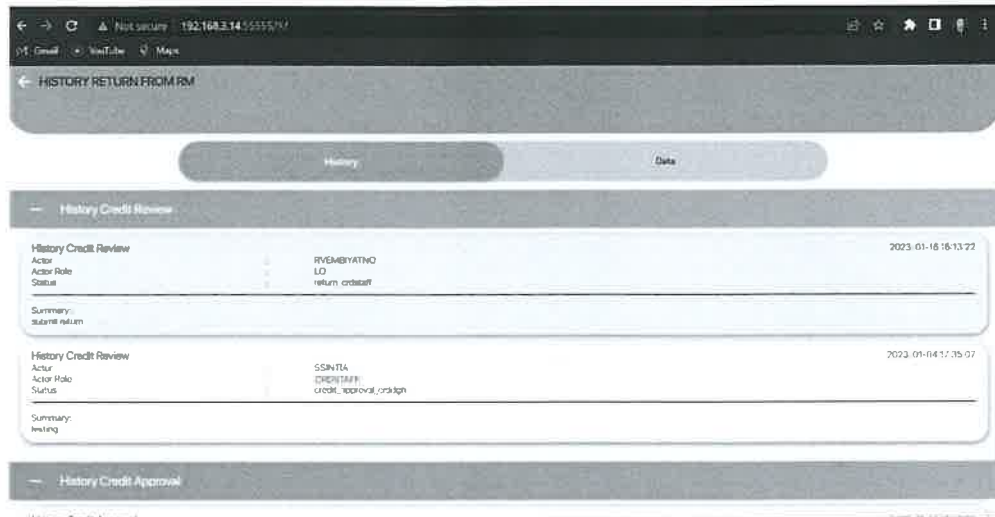 Not secure 192.168.3.14:55555/#/
Gmail YouTube Maps
HISTORY RETURN FROM RM
History Data
History Credit Review
History Credit Review 2023-01-16 16:13:22
Actor : RVEMBIYATNO
Actor Role : LO
Status : return_crdstaff
Summary:
submit return
History Credit Review 2023-01-04 17:35:07
Actor : SSINTIA
Actor Role : CRDSTAFF
Status :
Summary:
testing
History Credit Approval